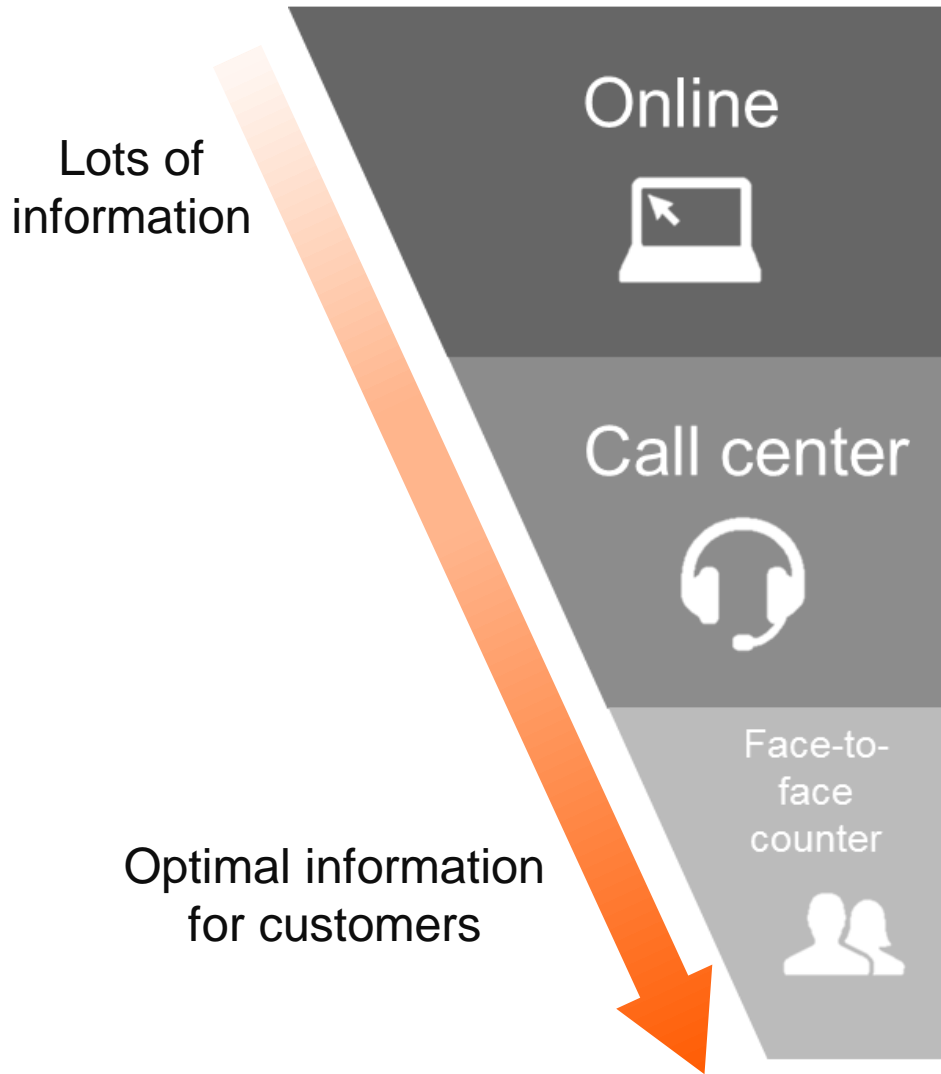 Online
Lots of
information
Call center
Face-to-
face
counter
Optimal information
for customers